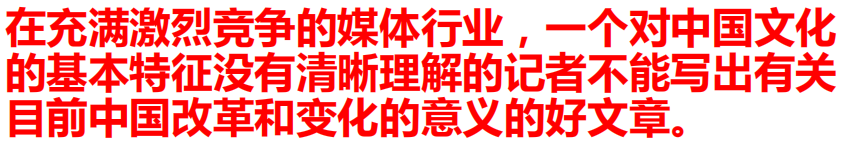 在充满激烈竞争的媒体行业，一个对中国文化
的基本特征没有清晰理解的记者不能写出有关
目前中国改革和变化的意义的好文章。